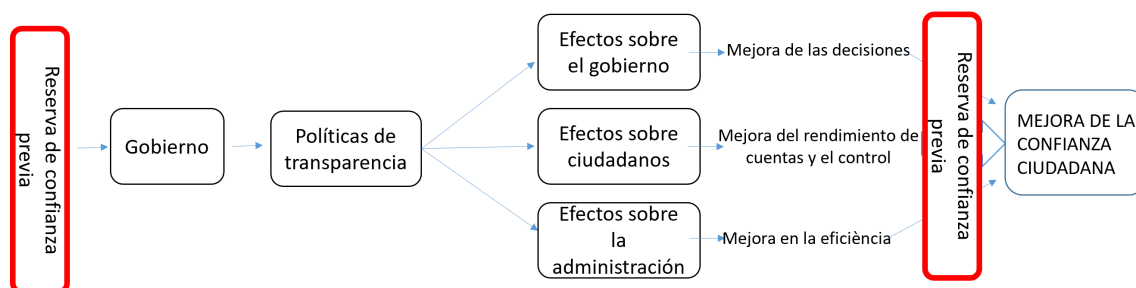 Reserva de confianza
previa
Gobierno
Políticas de
transparencia
Efectos sobre
el gobierno
Mejora de las decisiones
Efectos sobre
ciudadanos
Mejora del rendimiento de
cuentas y el control
Efectos sobre
la
administración
Mejora en la eficiència
Reserva de confianza
previa
MEJORA DE LA
CONFIANZA
CIUDADANA